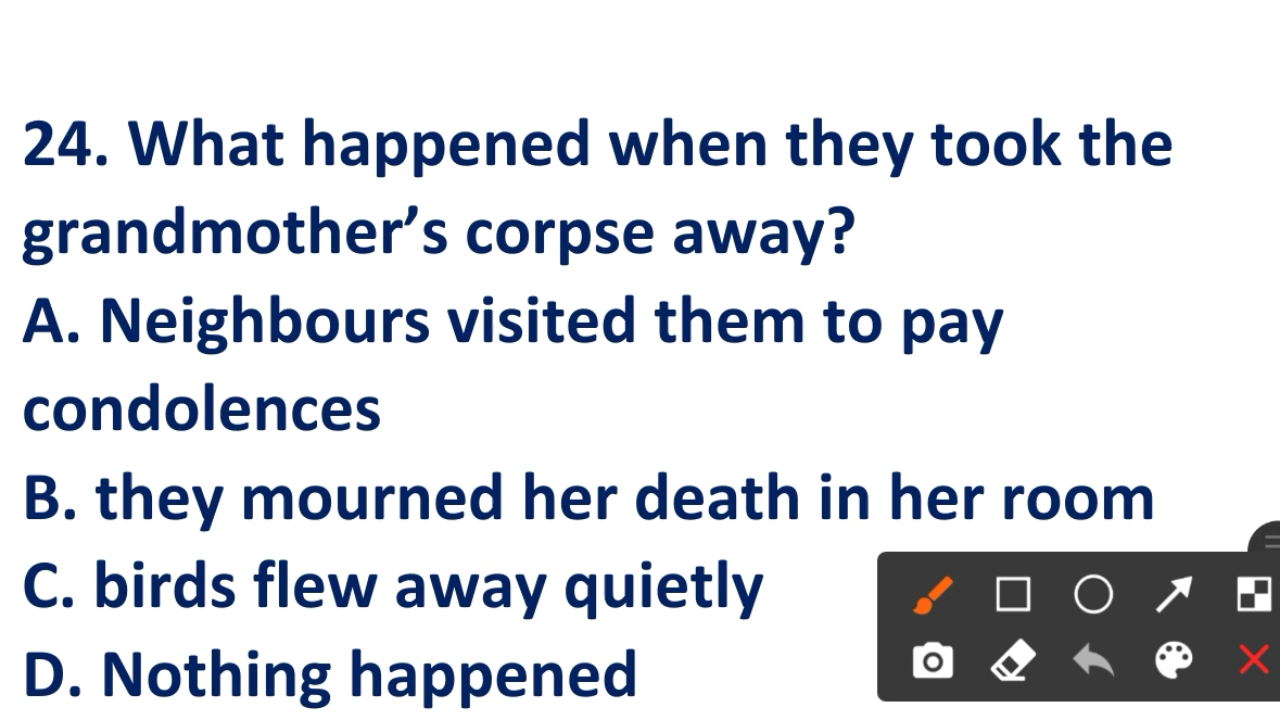 24. What happened when they took the
grandmother’s corpse away?
A. Neighbours visited them to pay
condolences
B. they mourned her death in her room
C. birds flew away quietly
D. Nothing happened